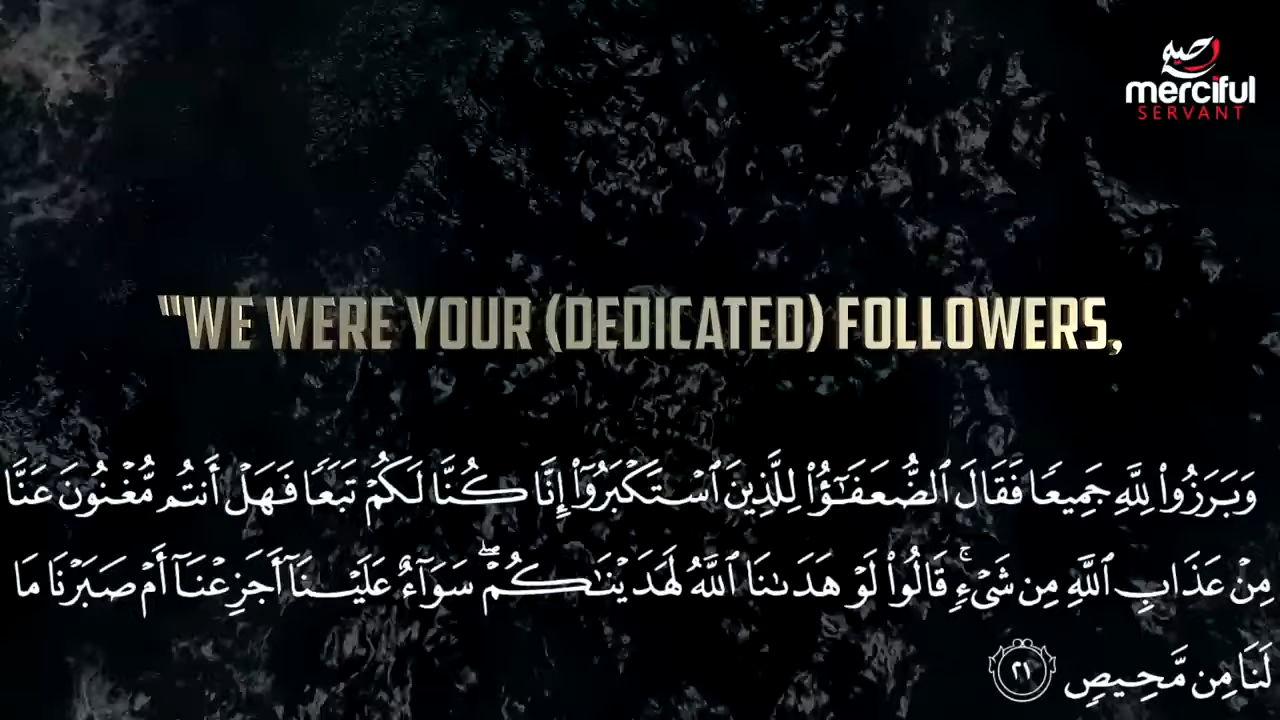 رحيم
merciful
SERVANT
"WE WERE YOUR (DEDICATED) FOLLOWERS,
وَبَرَزُوا۟ لِلَّهِ جَمِيعًا فَقَالَ ٱلضُّعَفَـٰٓؤُا۟ لِلَّذِينَ ٱسْتَكْبَرُوٓا۟ إِنَّا كُنَّا لَكُمْ تَبَعًا فَهَلْ أَنتُم مُّغْنُونَ عَنَّا
مِنْ عَذَابِ ٱللَّهِ مِن شَىْءٍ ۚ قَالُوا۟ لَوْ هَدَىٰنَا ٱللَّهُ لَهَدَيْنَـٰكُمْ ۖ سَوَآءٌ عَلَيْنَآ أَجَزِعْنَآ أَمْ صَبَرْنَا مَا
لَنَا مِن مَّحِيصٍ ٢١